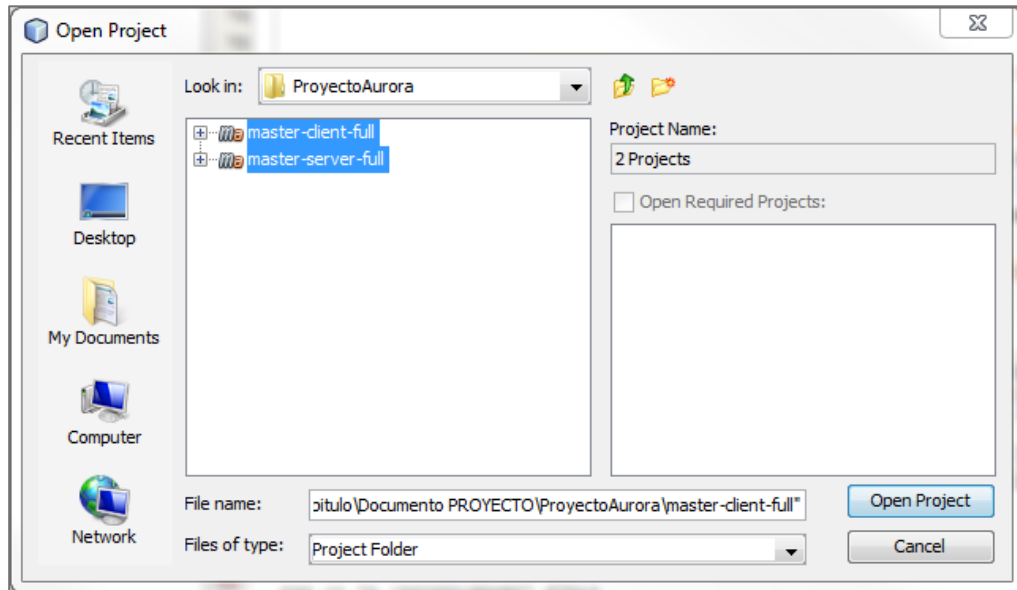 Open Project
Look in:
ProyectoAurora
Recent Items
Desktop
My Documents
Computer
Network
master-client-full
master-server-full
Project Name:
2 Projects
Open Required Projects:
File name:
pitulo\Documento PROYECTO\ProyectoAurora\master-client-full"
Open Project
Files of type:
Project Folder
Cancel